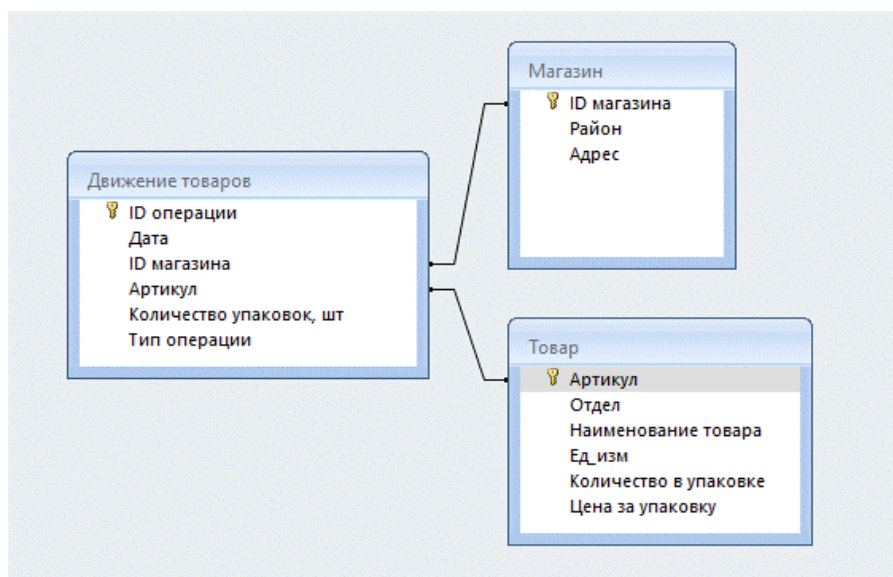 Движение товаров
ID операции
Дата
ID магазина
Артикул
Количество упаковок, шт
Тип операции
Магазин
ID магазина
Район
Адрес
Товар
Артикул
Отдел
Наименование товара
Ед_изм
Количество в упаковке
Цена за упаковку